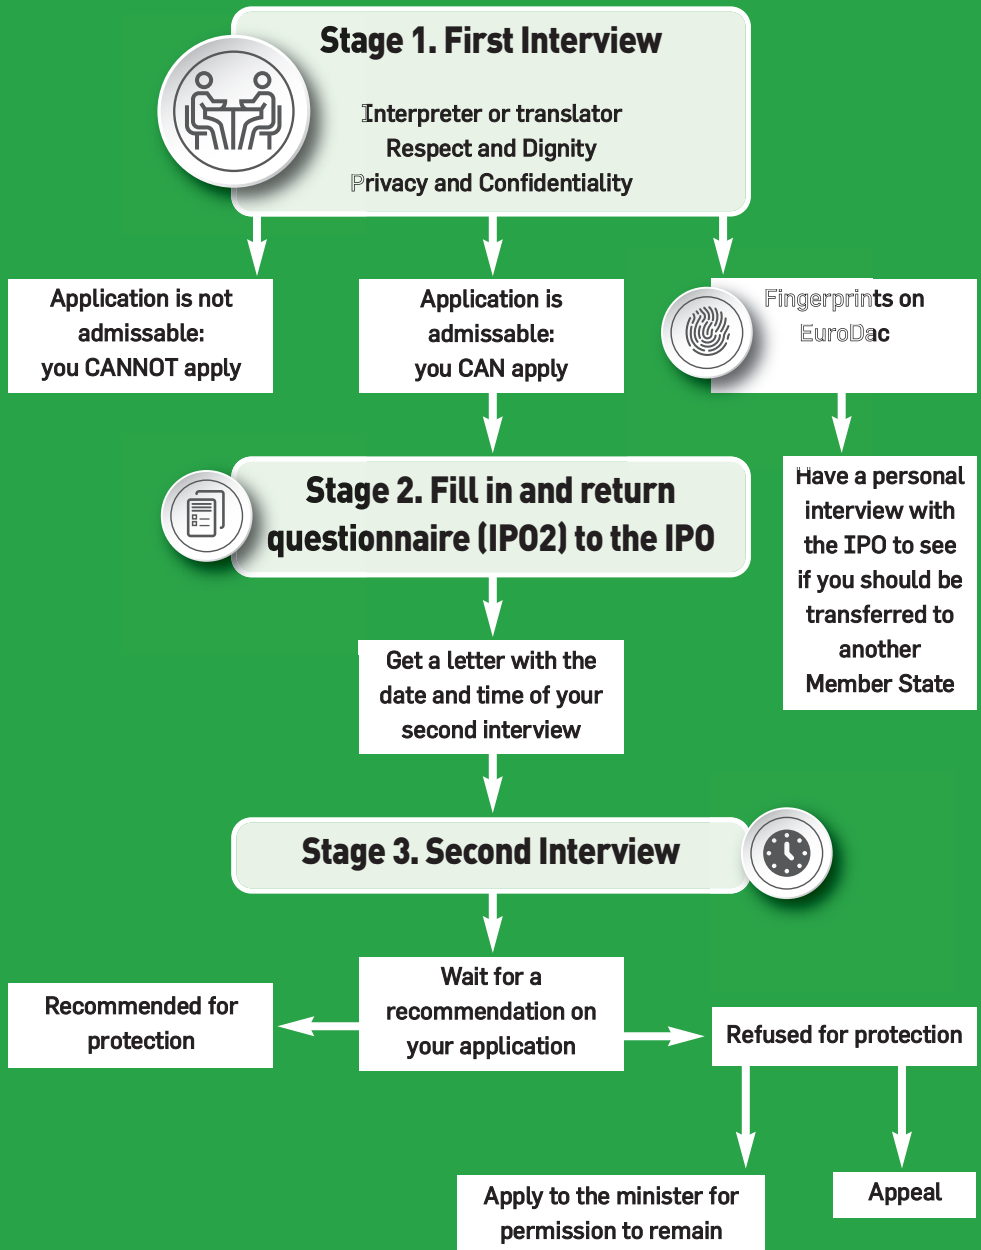 Stage 1. First Interview
Interpreter or translator
Respect and Dignity
Privacy and Confidentiality
Application is not
admissable:
you CANNOT apply
Application is
admissable:
you CAN apply
Fingerprints on
EuroDac
Stage 2. Fill in and return
questionnaire (IPO2) to the IPO
Have a personal
interview with
the IPO to see
if you should be
transferred to
another
Member State
Get a letter with the
date and time of your
second interview
Stage 3. Second Interview
Wait for a
recommendation on
your application
Recommended for
protection
Refused for protection
Apply to the minister for
permission to remain
Appeal